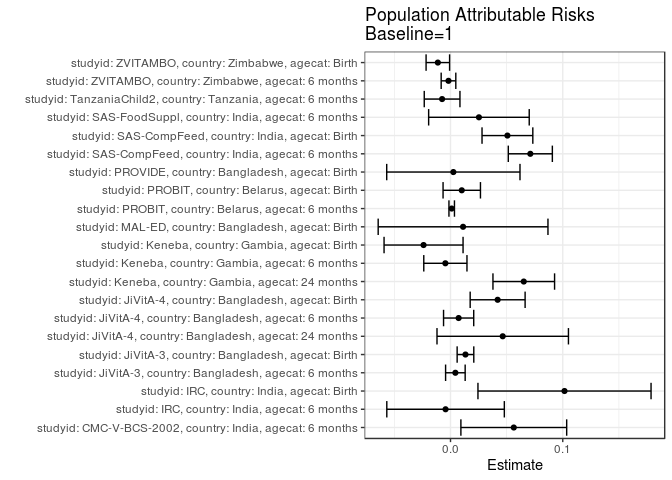 Population Attributable Risks
Baseline=1
studyid: ZVITAMBO, country: Zimbabwe, agecat: Birth
studyid: ZVITAMBO, country: Zimbabwe, agecat: 6 months
studyid: TanzaniaChild2, country: Tanzania, agecat: 6 months
studyid: SAS-FoodSuppl, country: India, agecat: 6 months
studyid: SAS-CompFeed, country: India, agecat: Birth
studyid: SAS-CompFeed, country: India, agecat: 6 months
studyid: PROVIDE, country: Bangladesh, agecat: Birth
studyid: PROBIT, country: Belarus, agecat: Birth
studyid: PROBIT, country: Belarus, agecat: 6 months
studyid: MAL-ED, country: Bangladesh, agecat: Birth
studyid: Keneba, country: Gambia, agecat: Birth
studyid: Keneba, country: Gambia, agecat: 6 months
studyid: Keneba, country: Gambia, agecat: 24 months
studyid: JiVitA-4, country: Bangladesh, agecat: Birth
studyid: JiVitA-4, country: Bangladesh, agecat: 6 months
studyid: JiVitA-4, country: Bangladesh, agecat: 24 months
studyid: JiVitA-3, country: Bangladesh, agecat: Birth
studyid: JiVitA-3, country: Bangladesh, agecat: 6 months
studyid: IRC, country: India, agecat: Birth
studyid: IRC, country: India, agecat: 6 months
studyid: CMC-V-BCS-2002, country: India, agecat: 6 months
0.0 0.1
Estimate